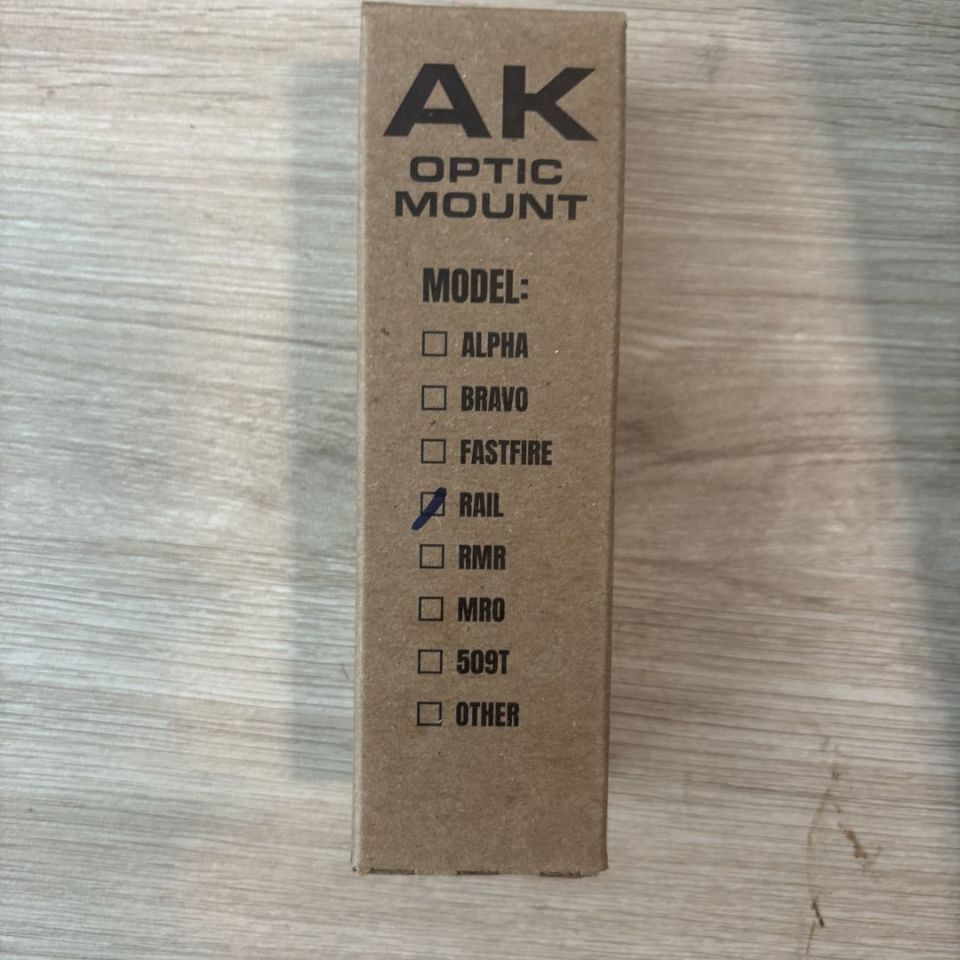 AK
OPTIC
MOUNT
MODEL:
☐ ALPHA
☐ BRAVO
☐ FASTFIRE
☑ RAIL
☐ RMR
☐ MRO
☐ 509T
☐ OTHER